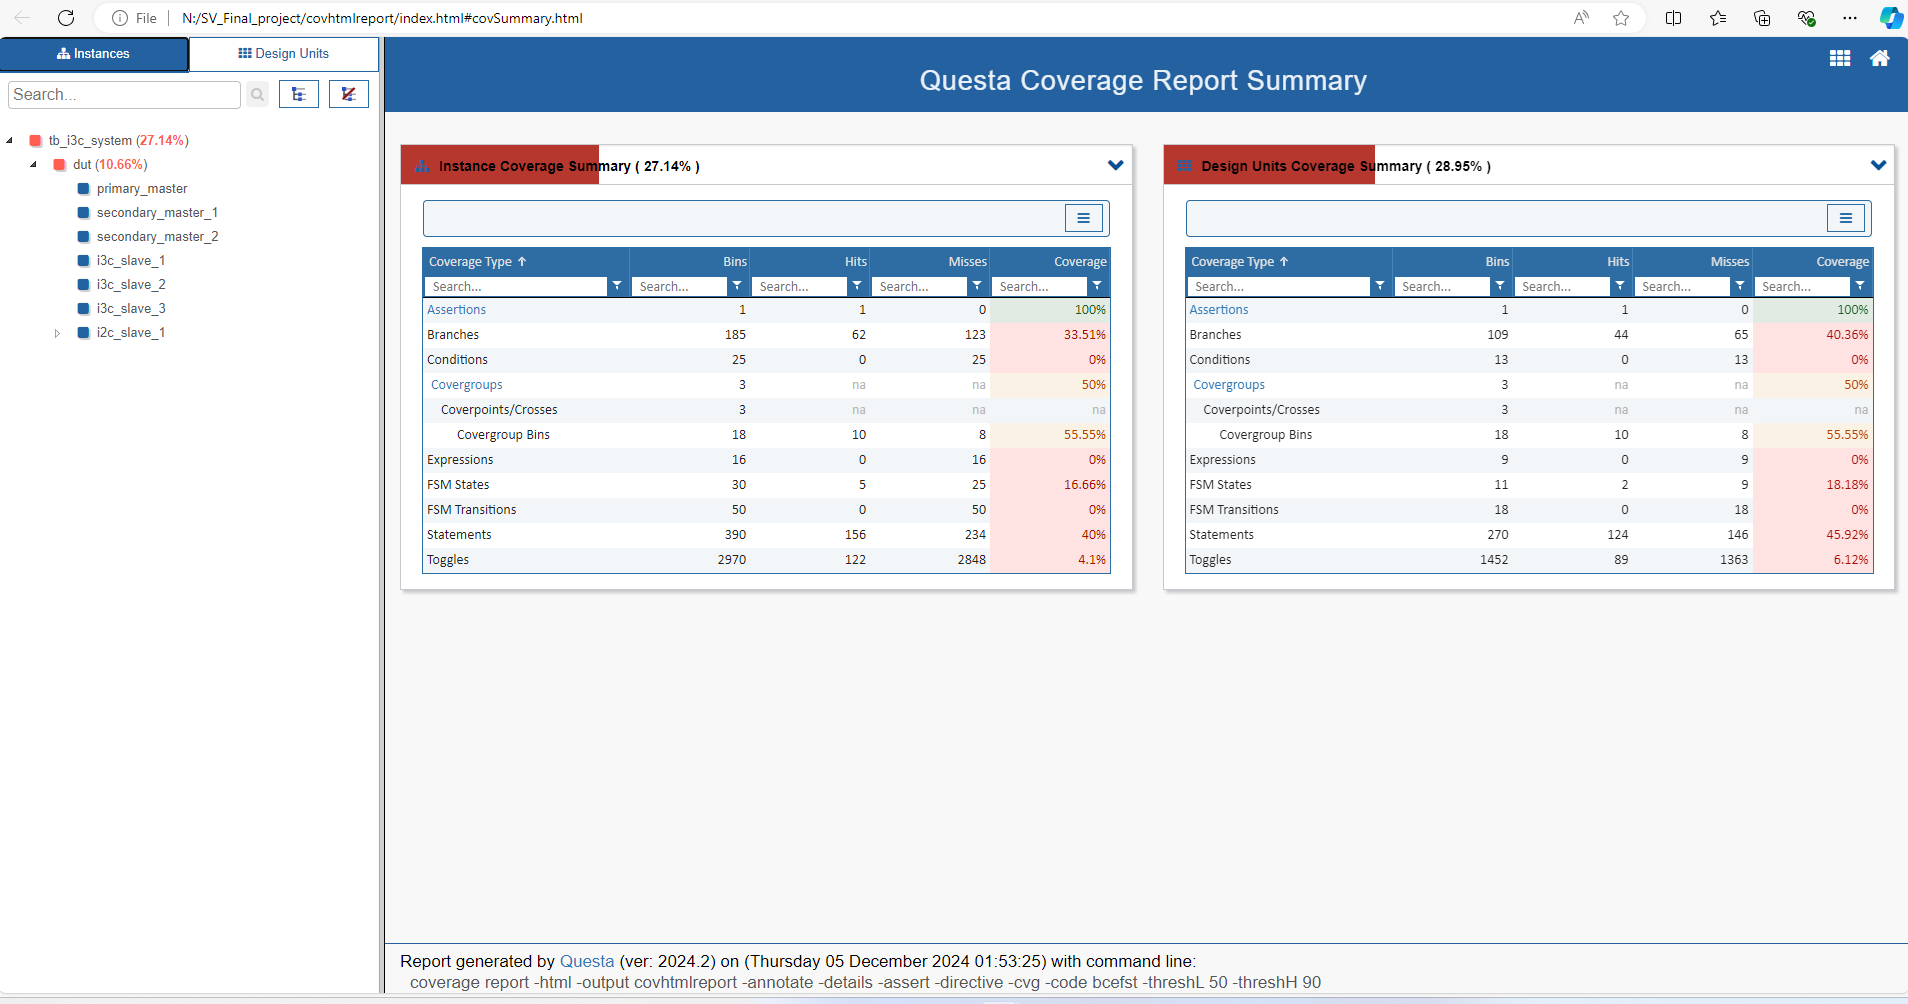 File N:/SV_Final_project/covhtmlreport/index.html#covSummary.html
Instances Design Units
Search...
tb_i3c_system (27.14%)
dut (10.66%)
primary_master
secondary_master_1
secondary_master_2
i3c_slave_1
i3c_slave_2
i3c_slave_3
i2c_slave_1
Questa Coverage Report Summary
Instance Coverage Summary ( 27.14% )
Coverage Type ↑ Bins Hits Misses Coverage
Search... Search... Search... Search... Search...
Assertions 1 1 0 100%
Branches 185 62 123 33.51%
Conditions 25 0 25 0%
Covergroups 3 na na 50%
Coverpoints/Crosses 3 na na na
Covergroup Bins 18 10 8 55.55%
Expressions 16 0 16 0%
FSM States 30 5 25 16.66%
FSM Transitions 50 0 50 0%
Statements 390 156 234 40%
Toggles 2970 122 2848 4.1%
Design Units Coverage Summary ( 28.95% )
Coverage Type ↑ Bins Hits Misses Coverage
Search... Search... Search... Search... Search...
Assertions 1 1 0 100%
Branches 109 44 65 40.36%
Conditions 13 0 13 0%
Covergroups 3 na na 50%
Coverpoints/Crosses 3 na na na
Covergroup Bins 18 10 8 55.55%
Expressions 9 0 9 0%
FSM States 11 2 9 18.18%
FSM Transitions 18 0 18 0%
Statements 270 124 146 45.92%
Toggles 1452 89 1363 6.12%
Report generated by Questa (ver: 2024.2) on (Thursday 05 December 2024 01:53:25) with command line:
coverage report -html -output covhtmlreport -annotate -details -assert -directive -cvg -code bcefst -threshL 50 -threshH 90